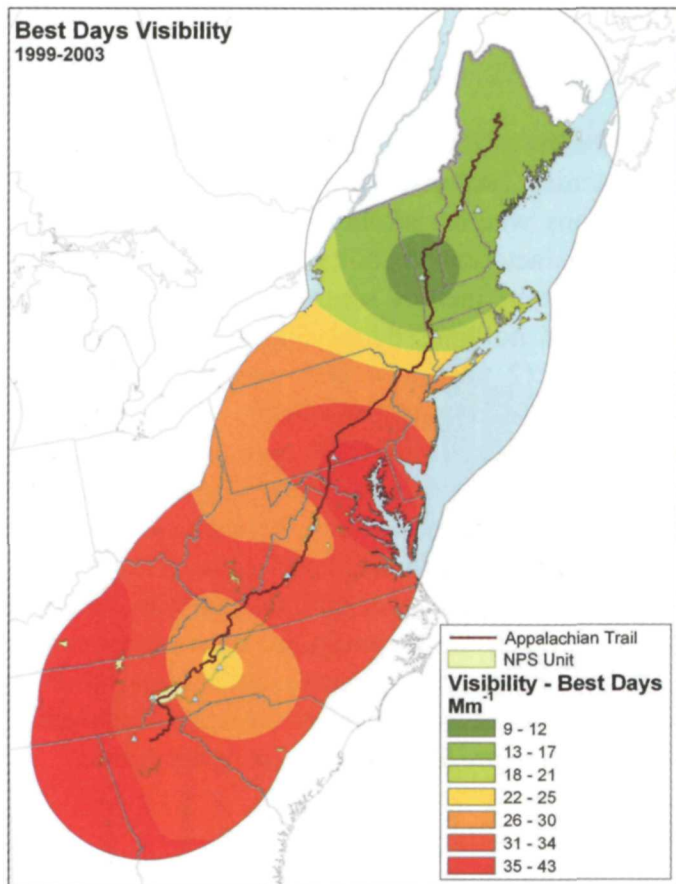 Best Days Visibility
1999-2003
Appalachian Trail
NPS Unit
Visibility - Best Days
Mm⁻¹
9 - 12
13 - 17
18 - 21
22 - 25
26 - 30
31 - 34
35 - 43